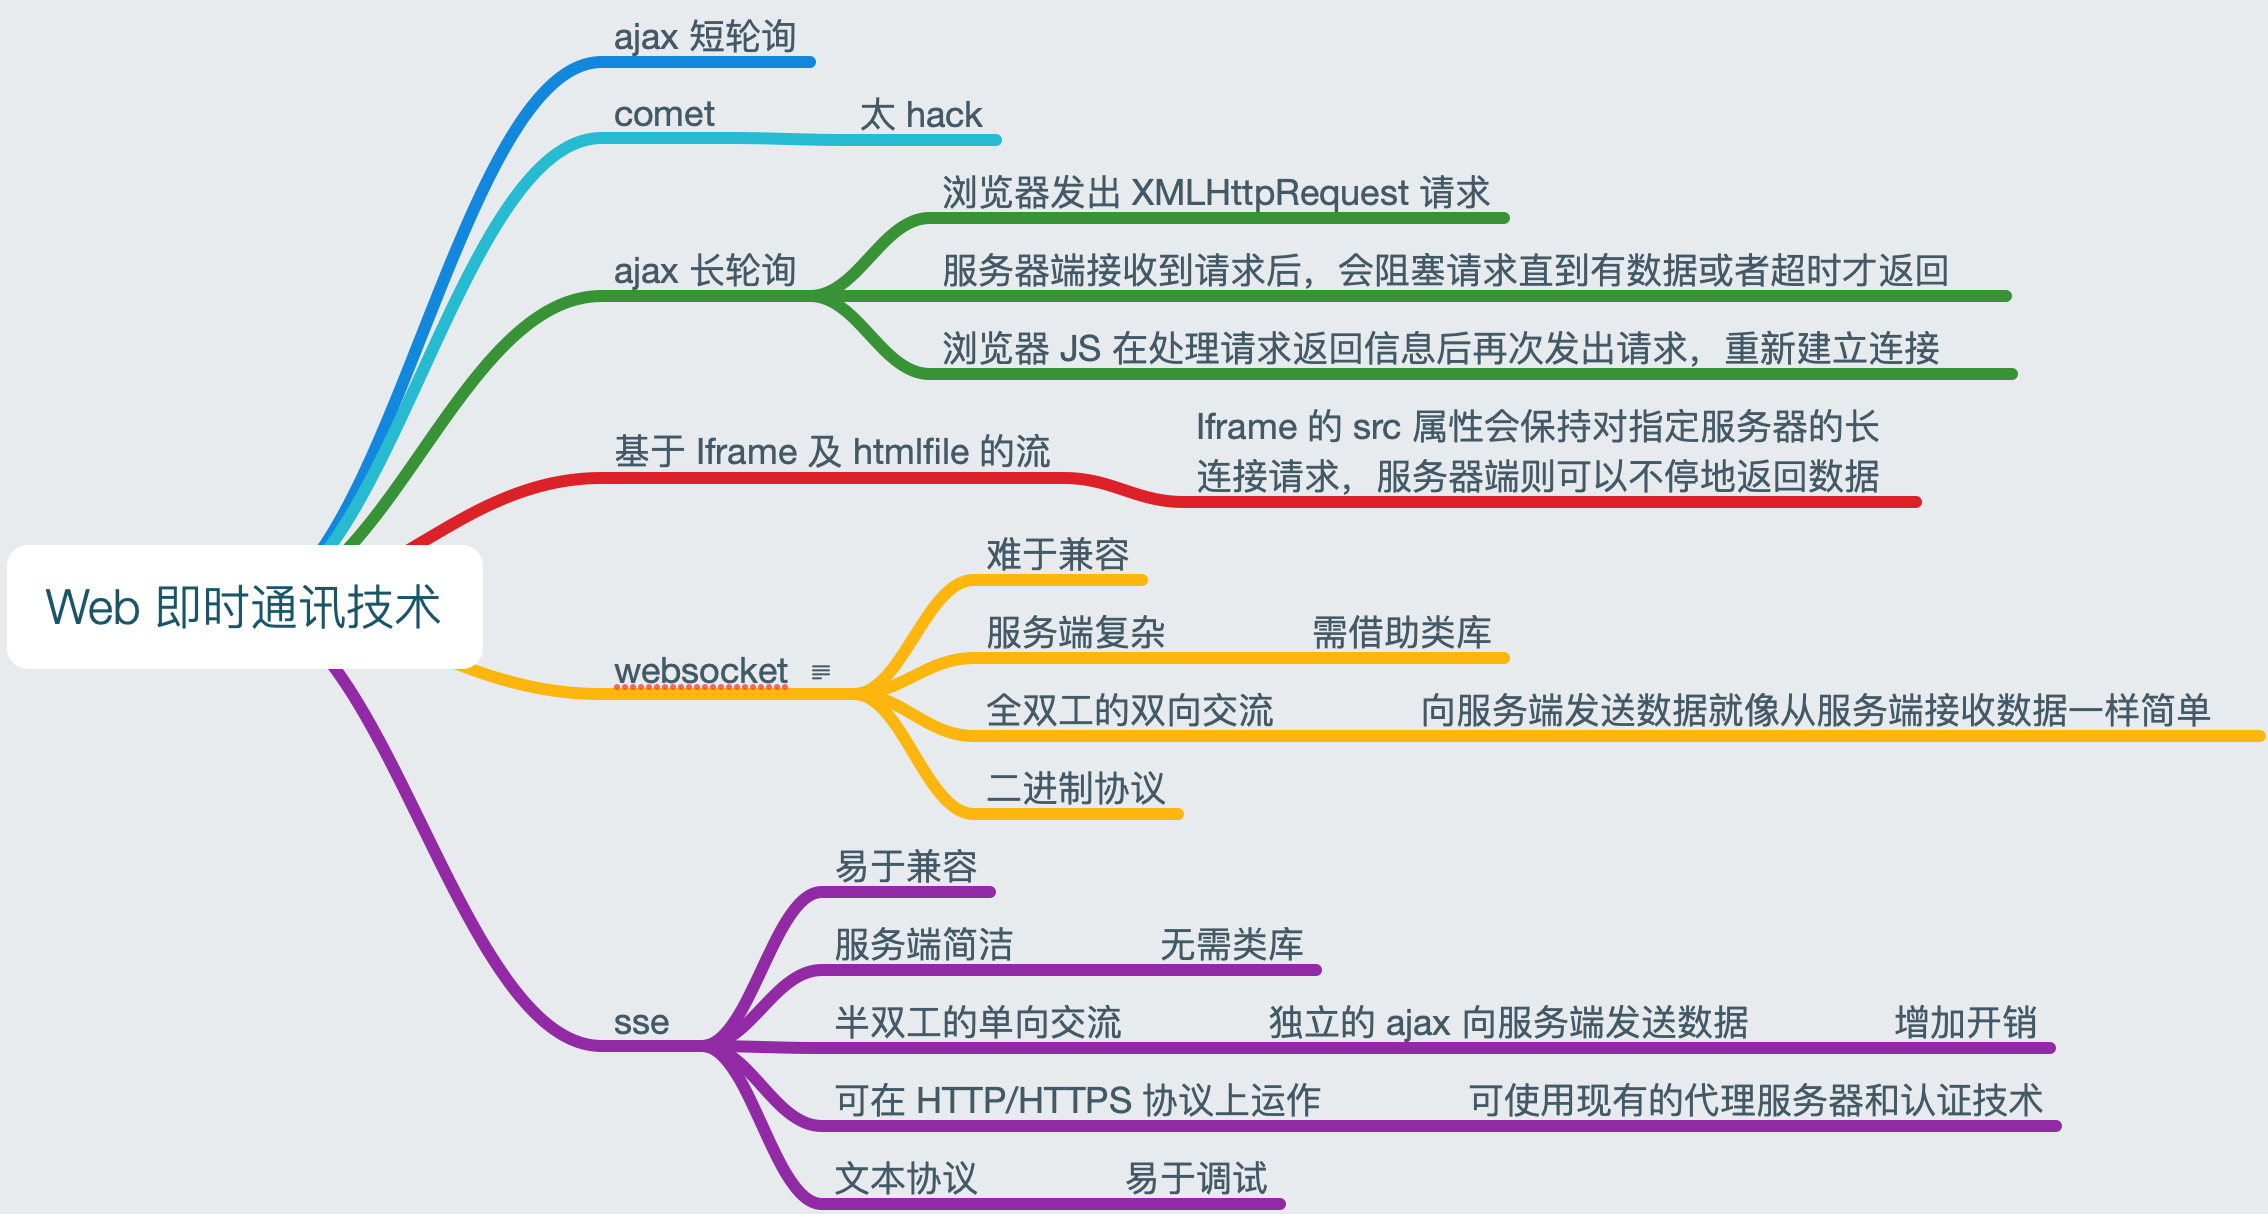 ajax 短轮询
comet
太 hack
ajax 长轮询
浏览器发出 XMLHttpRequest 请求
服务器端接收到请求后，会阻塞请求直到有数据或者超时才返回
浏览器 JS 在处理请求返回信息后再次发出请求，重新建立连接
基于 Iframe 及 htmlfile 的流
Iframe 的 src 属性会保持对指定服务器的长
连接请求，服务器端则可以不停地返回数据
Web 即时通讯技术
websocket
难于兼容
服务端复杂
需借助类库
全双工的双向交流
向服务端发送数据就像从服务端接收数据一样简单
二进制协议
sse
易于兼容
服务端简洁
无需类库
半双工的单向交流
独立的 ajax 向服务端发送数据
增加开销
可在 HTTP/HTTPS 协议上运作
可使用现有的代理服务器和认证技术
文本协议
易于调试